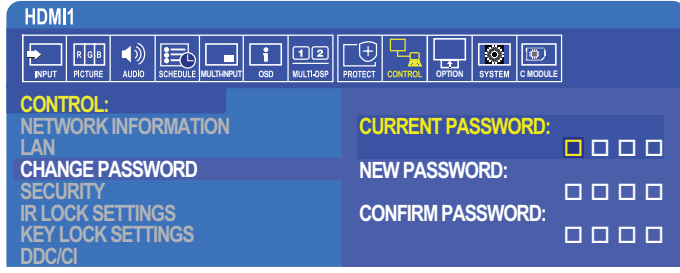 HDMI1
R G B 1 2
INPUT PICTURE AUDIO SCHEDULE MULTI-INPUT OSD MULTI-DSP PROTECT CONTROL OPTION SYSTEM C MODULE
CONTROL:
NETWORK INFORMATION
LAN
CHANGE PASSWORD
SECURITY
IR LOCK SETTINGS
KEY LOCK SETTINGS
DDC/CI
CURRENT PASSWORD:
NEW PASSWORD:
CONFIRM PASSWORD: